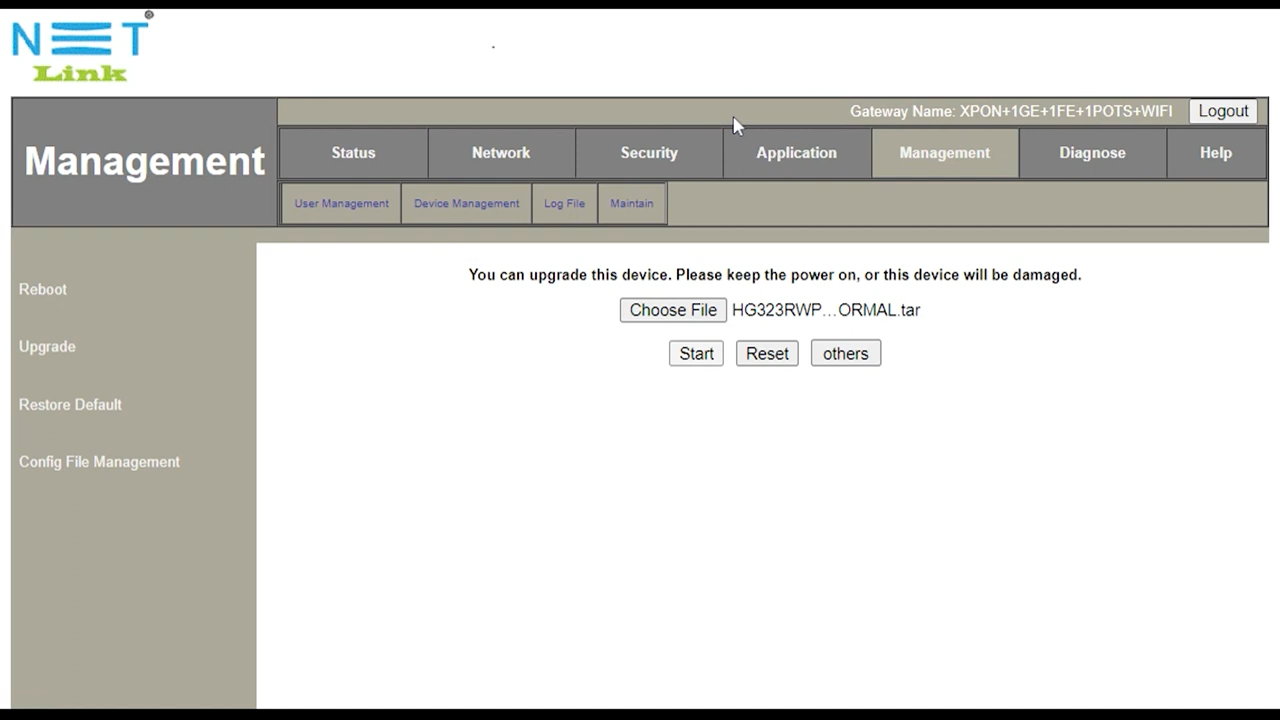 NET
Link
Gateway Name: XPON+1GE+1FE+1POTS+WIFI Logout
Management
Status Network Security Application Management Diagnose Help
User Management Device Management Log File Maintain
You can upgrade this device. Please keep the power on, or this device will be damaged.
Reboot
Choose File HG323RWP...ORMAL.tar
Upgrade
Start Reset others
Restore Default
Config File Management